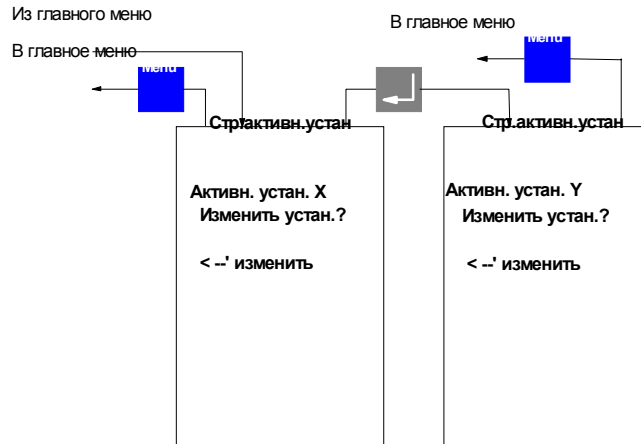 Из главного меню
В главное меню
В главное меню
Menu
Menu
Стр.активн.устан
Стр.активн.устан
Активн. устан. X
Изменить устан.?
< --' изменить
Активн. устан. Y
Изменить устан.?
< --' изменить